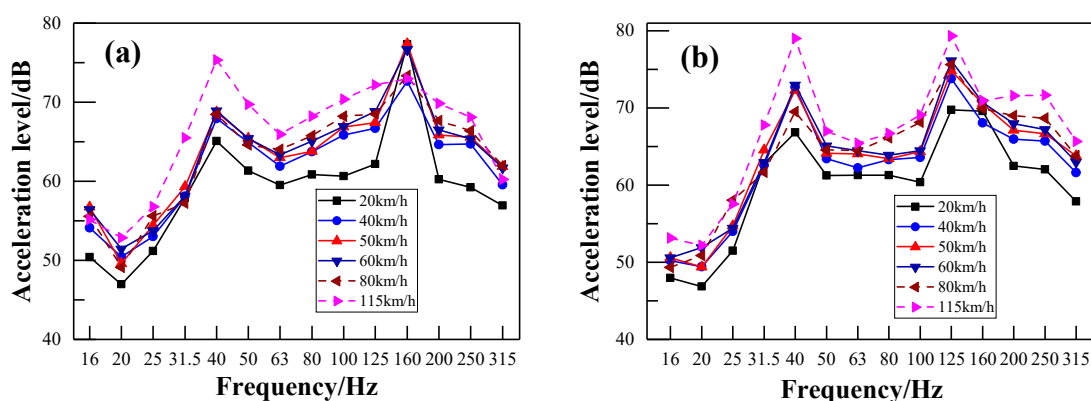 (a)
Acceleration level/dB
80
70
60
50
40
20km/h
40km/h
50km/h
60km/h
80km/h
115km/h
16 20 25 31.5 40 50 63 80 100 125 160 200 250 315
Frequency/Hz
(b)
Acceleration level/dB
80
70
60
50
40
20km/h
40km/h
50km/h
60km/h
80km/h
115km/h
16 20 25 31.5 40 50 63 80 100 125 160 200 250 315
Frequency/Hz